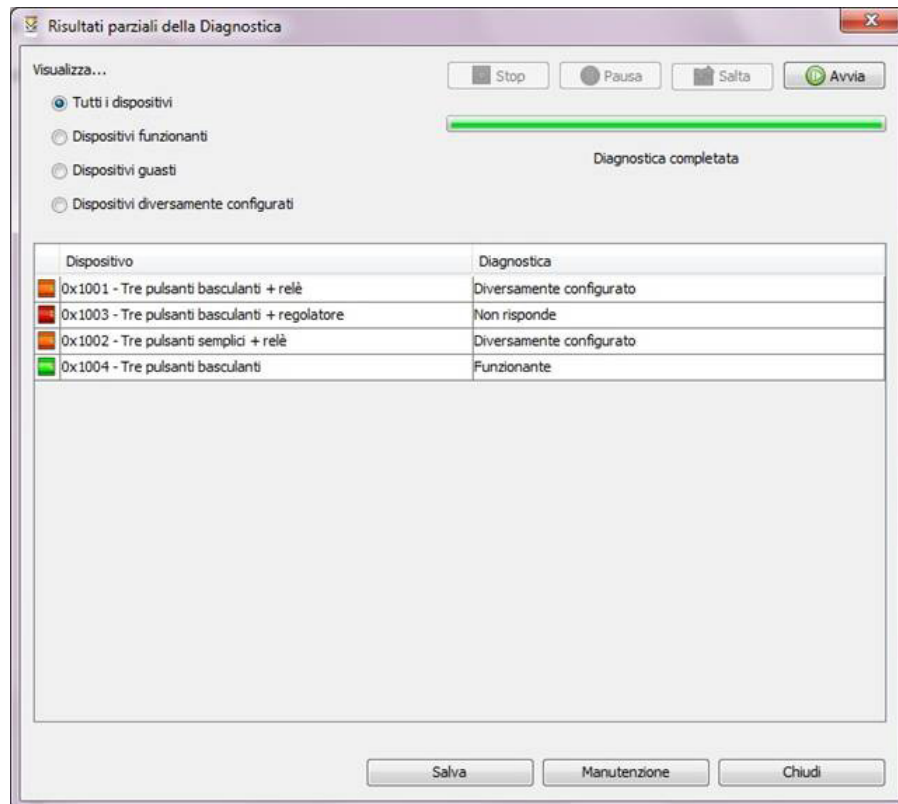 Risultati parziali della Diagnostica
Visualizza...
Stop Pausa Salta Avvia
Tutti i dispositivi
Dispositivi funzionanti
Diagnostica completata
Dispositivi guasti
Dispositivi diversamente configurati
Dispositivo Diagnostica
0x1001 - Tre pulsanti basculanti + relè Diversamente configurato
0x1003 - Tre pulsanti basculanti + regolatore Non risponde
0x1002 - Tre pulsanti semplici + relè Diversamente configurato
0x1004 - Tre pulsanti basculanti Funzionante
Salva Manutenzione Chiudi